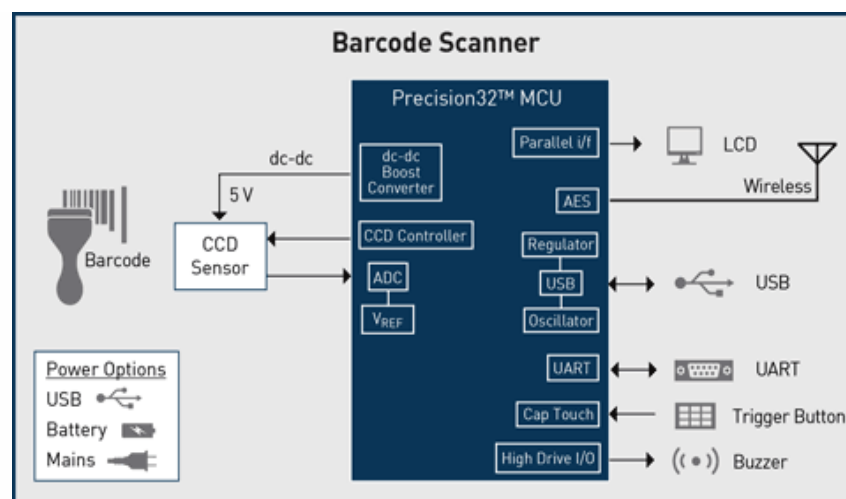 Barcode Scanner
Precision32™ MCU
dc-dc
5 V
Barcode
CCD
Sensor
dc-dc
Boost
Converter
CCD Controller
ADC
VREF
Parallel i/f
AES
Regulator
USB
Oscillator
UART
Cap Touch
High Drive I/O
LCD
Wireless
USB
UART
Trigger Button
Buzzer
Power Options
USB
Battery
Mains